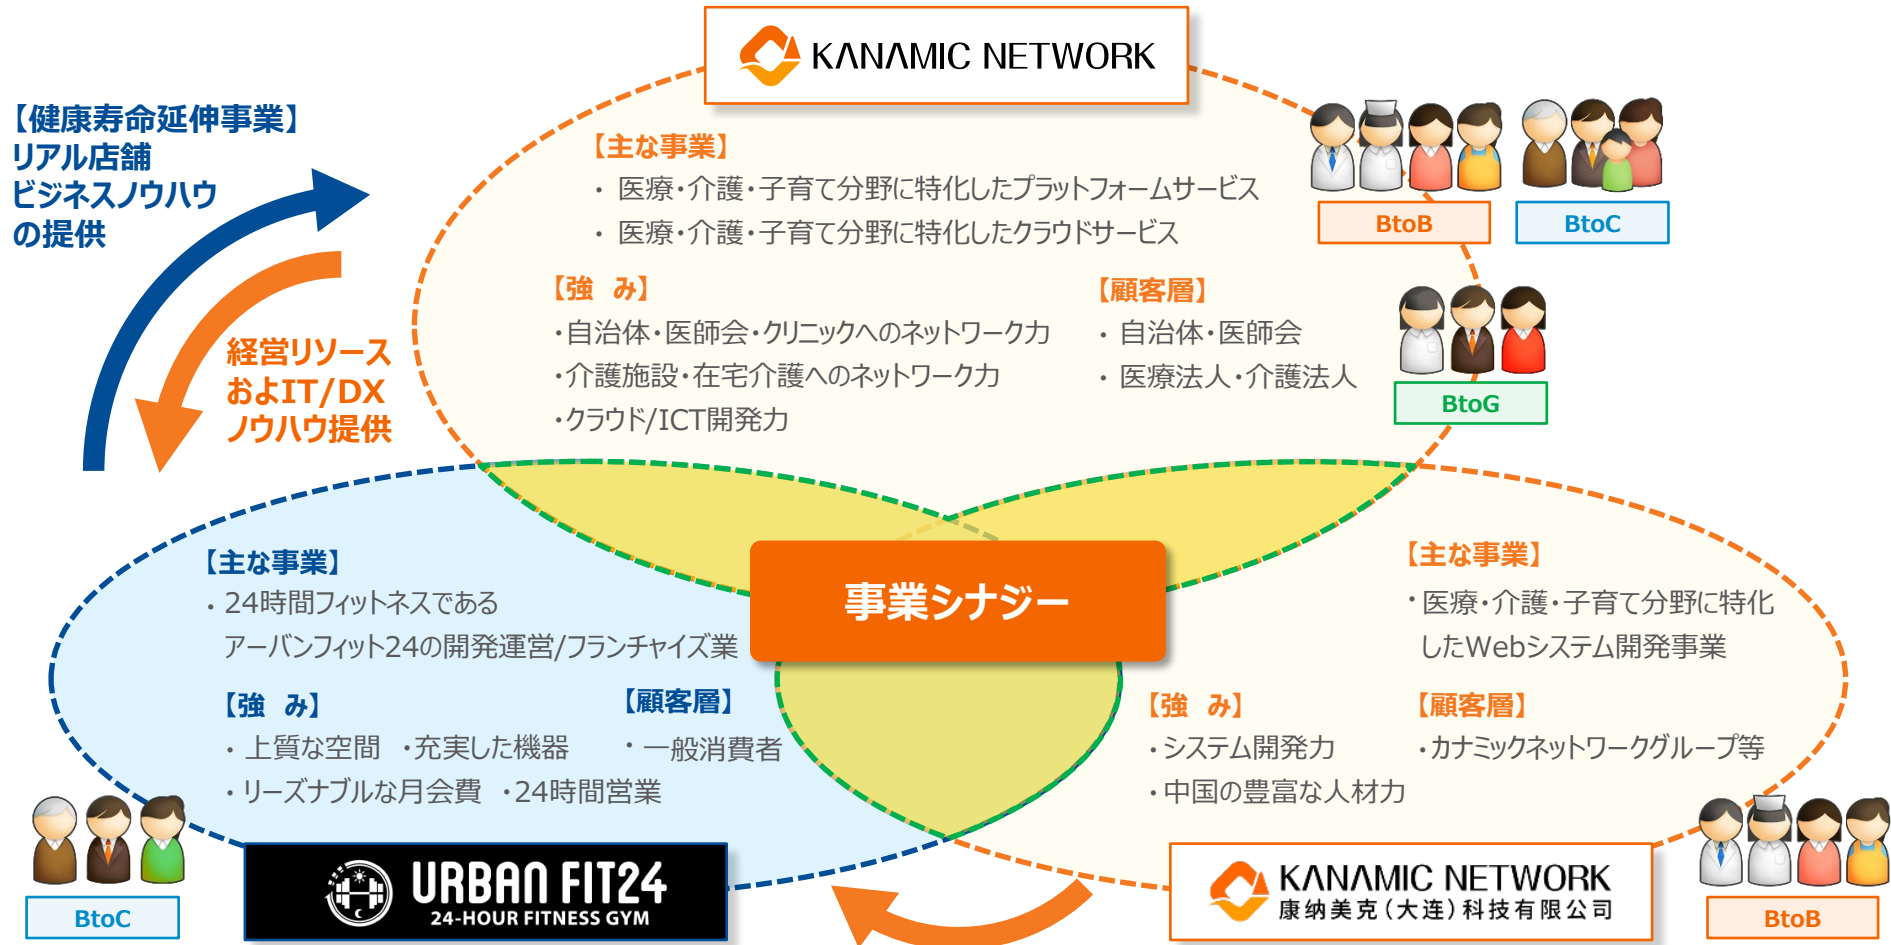 KANAMIC NETWORK
【健康寿命延伸事業】
リアル店舗
ビジネスノウハウ
の提供
経営リソース
およIT/DX
ノウハウ提供
【主な事業】
・ 医療・介護・子育て分野に特化したプラットフォームサービス
・ 医療・介護・子育て分野に特化したクラウドサービス
【強 み】
・自治体・医師会・クリニックへのネットワーク力
・介護施設・在宅介護へのネットワーク力
・クラウド/ICT開発力
【顧客層】
・ 自治体・医師会
・ 医療法人・介護法人
BtoB
BtoC
BtoG
事業シナジー
【主な事業】
・24時間フィットネスである
アーバンフィット24の開発運営/フランチャイズ業
【強 み】
・ 上質な空間 ・充実した機器
・リーズナブルな月会費 ・24時間営業
【顧客層】
・ 一般消費者
BtoC
URBAN FIT24
24-HOUR FITNESS GYM
【主な事業】
・医療・介護・子育て分野に特化
したWebシステム開発事業
【強 み】
・システム開発力
・中国の豊富な人材力
【顧客層】
・カナミックネットワークグループ等
KANAMIC NETWORK
康纳美克(大连)科技有限公司
BtoB